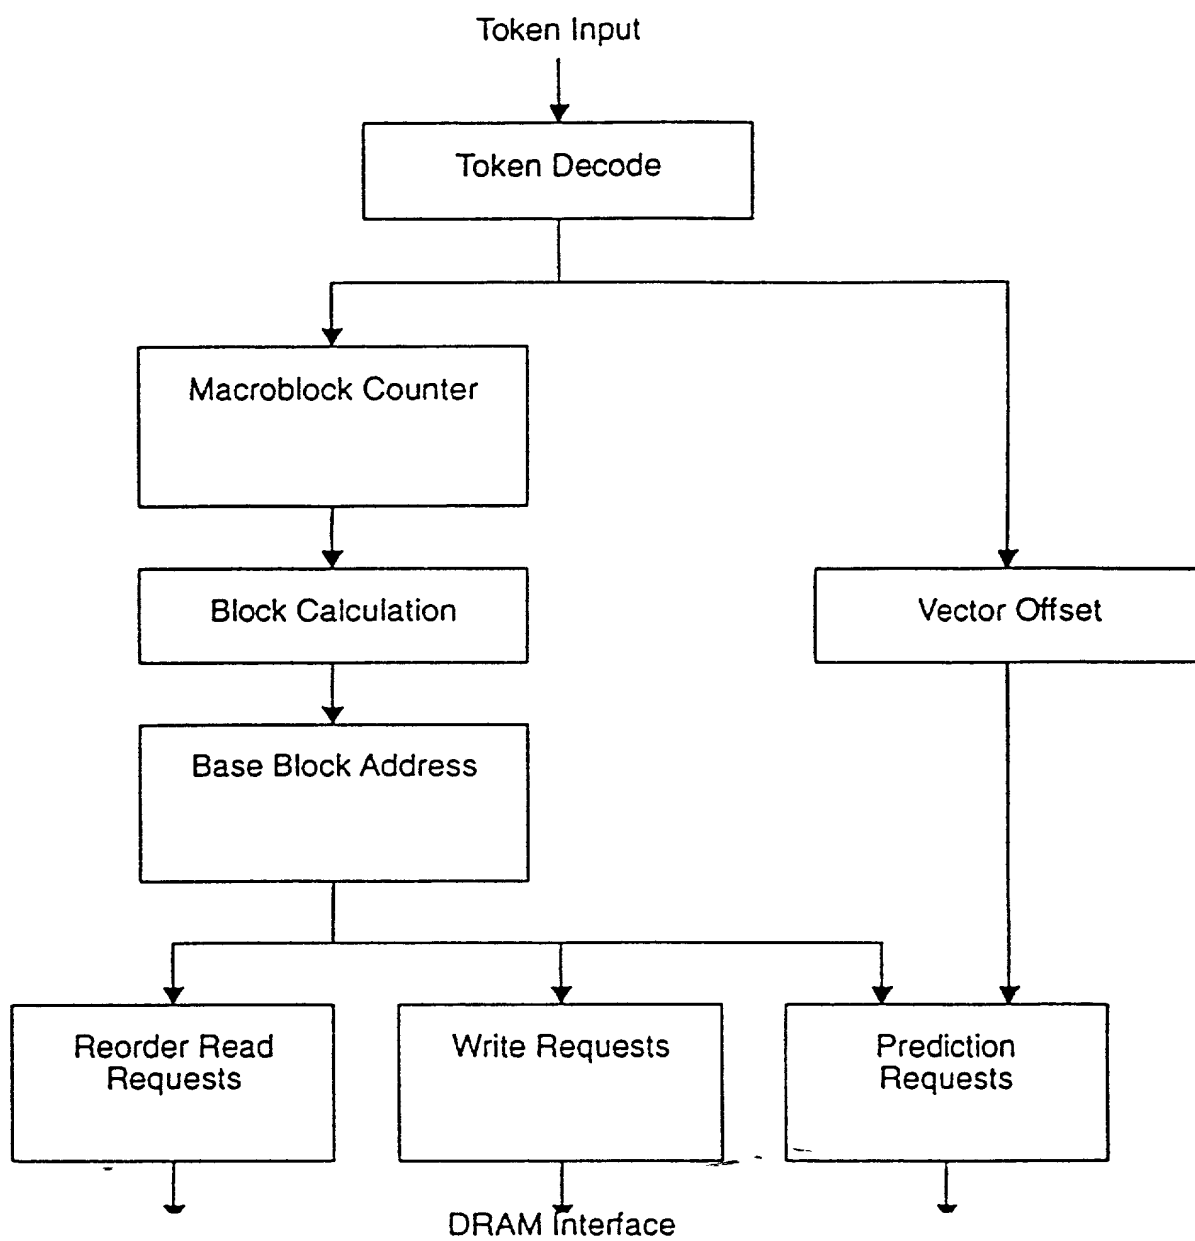 Token Input
Token Decode
Macroblock Counter
Block Calculation
Vector Offset
Base Block Address
Reorder Read
Requests
Write Requests
Prediction
Requests
DRAM Interface